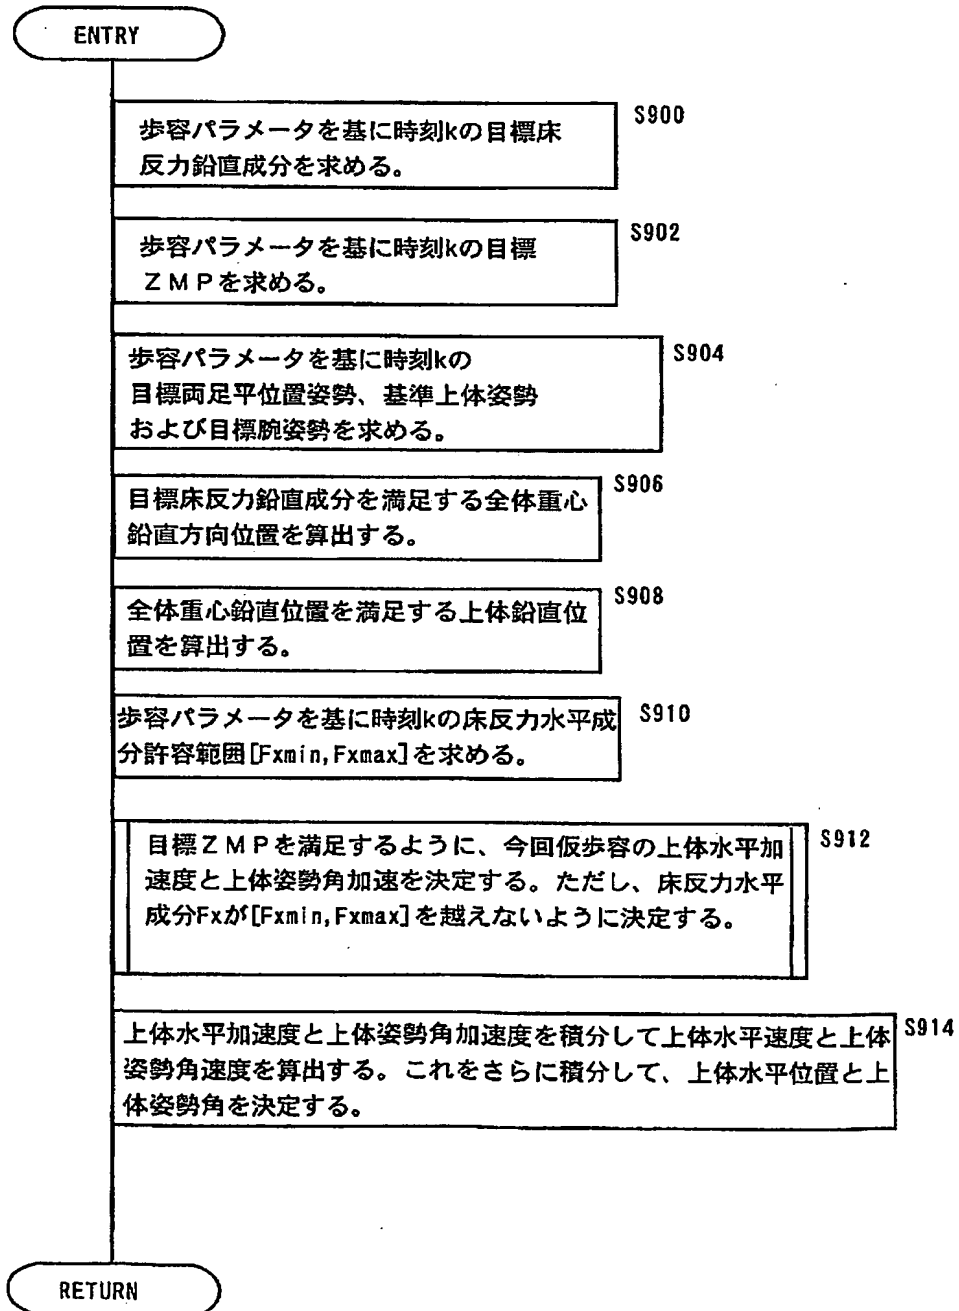 ENTRY
S900
歩容パラメータを基に時刻kの目標床
反力鉛直成分を求める。
S902
歩容パラメータを基に時刻kの目標
ＺＭＰを求める。
S904
歩容パラメータを基に時刻kの
目標両足平位置姿勢、基準上体姿勢
および目標腕姿勢を求める。
S906
目標床反力鉛直成分を満足する全体重心
鉛直方向位置を算出する。
S908
全体重心鉛直位置を満足する上体鉛直位
置を算出する。
S910
歩容パラメータを基に時刻kの床反力水平成
分許容範囲[Fxmin,Fxmax]を求める。
S912
目標ＺＭＰを満足するように、今回仮歩容の上体水平加
速度と上体姿勢角加速を決定する。ただし、床反力水平
成分Fxが[Fxmin,Fxmax]を越えないように決定する。
S914
上体水平加速度と上体姿勢角加速度を積分して上体水平速度と上体
姿勢角速度を算出する。これをさらに積分して、上体水平位置と上
体姿勢角を決定する。
RETURN